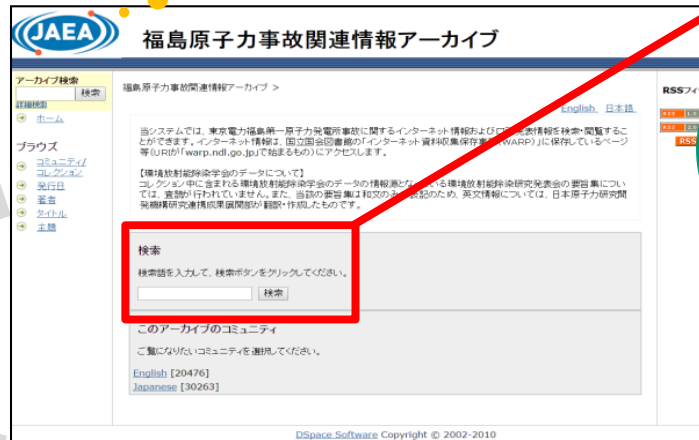 JAEA
福島原子力事故関連情報アーカイブ
アーカイブ検索
検索
詳細検索
ホーム
ブラウズ
コミュニティ/
コレクション
発行日
著者
タイトル
主題
福島原子力事故関連情報アーカイブ >
English 日本語
当システムでは、東京電力福島第一原子力発電所事故に関するインターネット情報および口
発表情報を検索・閲覧するこ
とができます。インターネット情報は、国立国会図書館の「インターネット資料収集保存事
(WARP)」に保存しているページ
等(URIが「warp.ndl.go.jp」で始まるもの)にアクセスします。
【環境放射能除染学会のデータについて】
コレクション中に含まれる環境放射能除染学会のデータの情報源と
いる環境放射能除染研究発表会の要旨集につい
ては、査読が行われていません。また、当該の要旨集は和文のみ
表記のため、英文情報については、日本原子力研究開
発機構研究連携成果展開部が翻訳・作成したものです。
検索
検索語を入力して、検索ボタンをクリックしてください。
検索
このアーカイブのコミュニティ
ご覧になりたいコミュニティを選択してください。
English [20476]
Japanese [30263]
RSSフィ
RSS 1.0
RSS 2.0
RSS
DSpace Software Copyright © 2002-2010